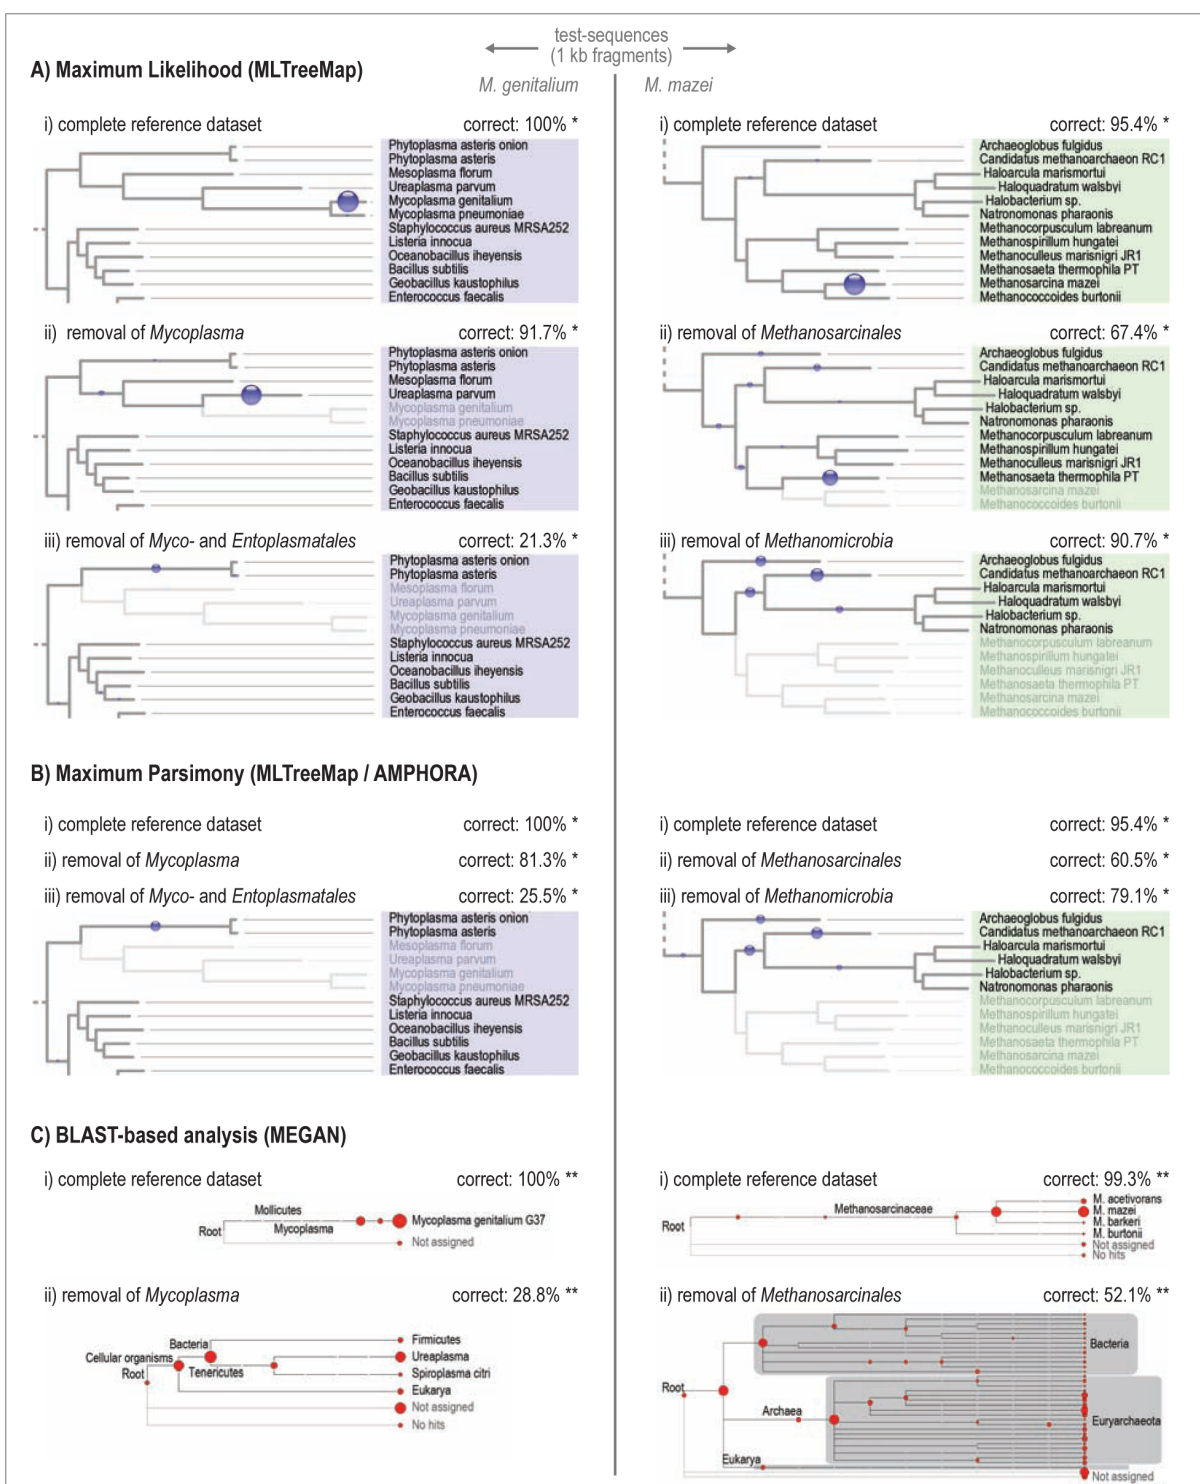 test-sequences
(1 kb fragments)
A) Maximum Likelihood (MLTreeMap)
M. genitalium
M. mazei
i) complete reference dataset correct: 100% *
Phytoplasma asteris onion
Phytoplasma asteris
Mesoplasma florum
Ureaplasma parvum
Mycoplasma genitalium
Mycoplasma pneumoniae
Staphylococcus aureus MRSA252
Listeria innocua
Oceanobacillus iheyensis
Bacillus subtilis
Geobacillus kaustophilus
Enterococcus faecalis
i) complete reference dataset correct: 95.4% *
Archaeoglobus fulgidus
Candidatus methanoarchaeon RC1
Haloarcula marismortui
Haloquadratum walsbyi
Halobacterium sp.
Natronomonas pharaonis
Methanocorpusculum labreanum
Methanospirillum hungatei
Methanoculleus marisnigri JR1
Methanosaeta thermophila PT
Methanosarcina mazei
Methanococcoides burtonii
ii) removal of Mycoplasma correct: 91.7% *
Phytoplasma asteris onion
Phytoplasma asteris
Mesoplasma florum
Ureaplasma parvum
Mycoplasma genitalium
Mycoplasma pneumoniae
Staphylococcus aureus MRSA252
Listeria innocua
Oceanobacillus iheyensis
Bacillus subtilis
Geobacillus kaustophilus
Enterococcus faecalis
ii) removal of Methanosarcinales correct: 67.4% *
Archaeoglobus fulgidus
Candidatus methanoarchaeon RC1
Haloarcula marismortui
Haloquadratum walsbyi
Halobacterium sp.
Natronomonas pharaonis
Methanocorpusculum labreanum
Methanospirillum hungatei
Methanoculleus marisnigri JR1
Methanosaeta thermophila PT
Methanosarcina mazei
Methanococcoides burtonii
iii) removal of Myco- and Entoplasmatales correct: 21.3% *
Phytoplasma asteris onion
Phytoplasma asteris
Mesoplasma florum
Ureaplasma parvum
Mycoplasma genitalium
Mycoplasma pneumoniae
Staphylococcus aureus MRSA252
Listeria innocua
Oceanobacillus iheyensis
Bacillus subtilis
Geobacillus kaustophilus
Enterococcus faecalis
iii) removal of Methanomicrobia correct: 90.7% *
Archaeoglobus fulgidus
Candidatus methanoarchaeon RC1
Haloarcula marismortui
Haloquadratum walsbyi
Halobacterium sp.
Natronomonas pharaonis
Methanocorpusculum labreanum
Methanospirillum hungatei
Methanoculleus marisnigri JR1
Methanosaeta thermophila PT
Methanosarcina mazei
Methanococcoides burtonii
B) Maximum Parsimony (MLTreeMap / AMPHORA)
i) complete reference dataset correct: 100% *
ii) removal of Mycoplasma correct: 81.3% *
iii) removal of Myco- and Entoplasmatales correct: 25.5% *
Phytoplasma asteris onion
Phytoplasma asteris
Mesoplasma florum
Ureaplasma parvum
Mycoplasma genitalium
Mycoplasma pneumoniae
Staphylococcus aureus MRSA252
Listeria innocua
Oceanobacillus iheyensis
Bacillus subtilis
Geobacillus kaustophilus
Enterococcus faecalis
i) complete reference dataset correct: 95.4% *
ii) removal of Methanosarcinales correct: 60.5% *
iii) removal of Methanomicrobia correct: 79.1% *
Archaeoglobus fulgidus
Candidatus methanoarchaeon RC1
Haloarcula marismortui
Haloquadratum walsbyi
Halobacterium sp.
Natronomonas pharaonis
Methanocorpusculum labreanum
Methanospirillum hungatei
Methanoculleus marisnigri JR1
Methanosaeta thermophila PT
Methanosarcina mazei
Methanococcoides burtonii
C) BLAST-based analysis (MEGAN)
i) complete reference dataset correct: 100% **
Mollicutes
Mycoplasma genitalium G37
Root Mycoplasma
Not assigned
i) complete reference dataset correct: 99.3% **
M. acetivorans
Methanosarcinaceae M. mazei
Root
M. barkeri
M. burtonii
Not assigned
No hits
ii) removal of Mycoplasma correct: 28.8% **
Firmicutes
Bacteria
Cellular organisms Ureaplasma
Root Tenericutes Spiroplasma citri
Eukarya
Not assigned
No hits
ii) removal of Methanosarcinales correct: 52.1% **
Bacteria
Root
Archaea
Euryarchaeota
Eukarya
Not assigned